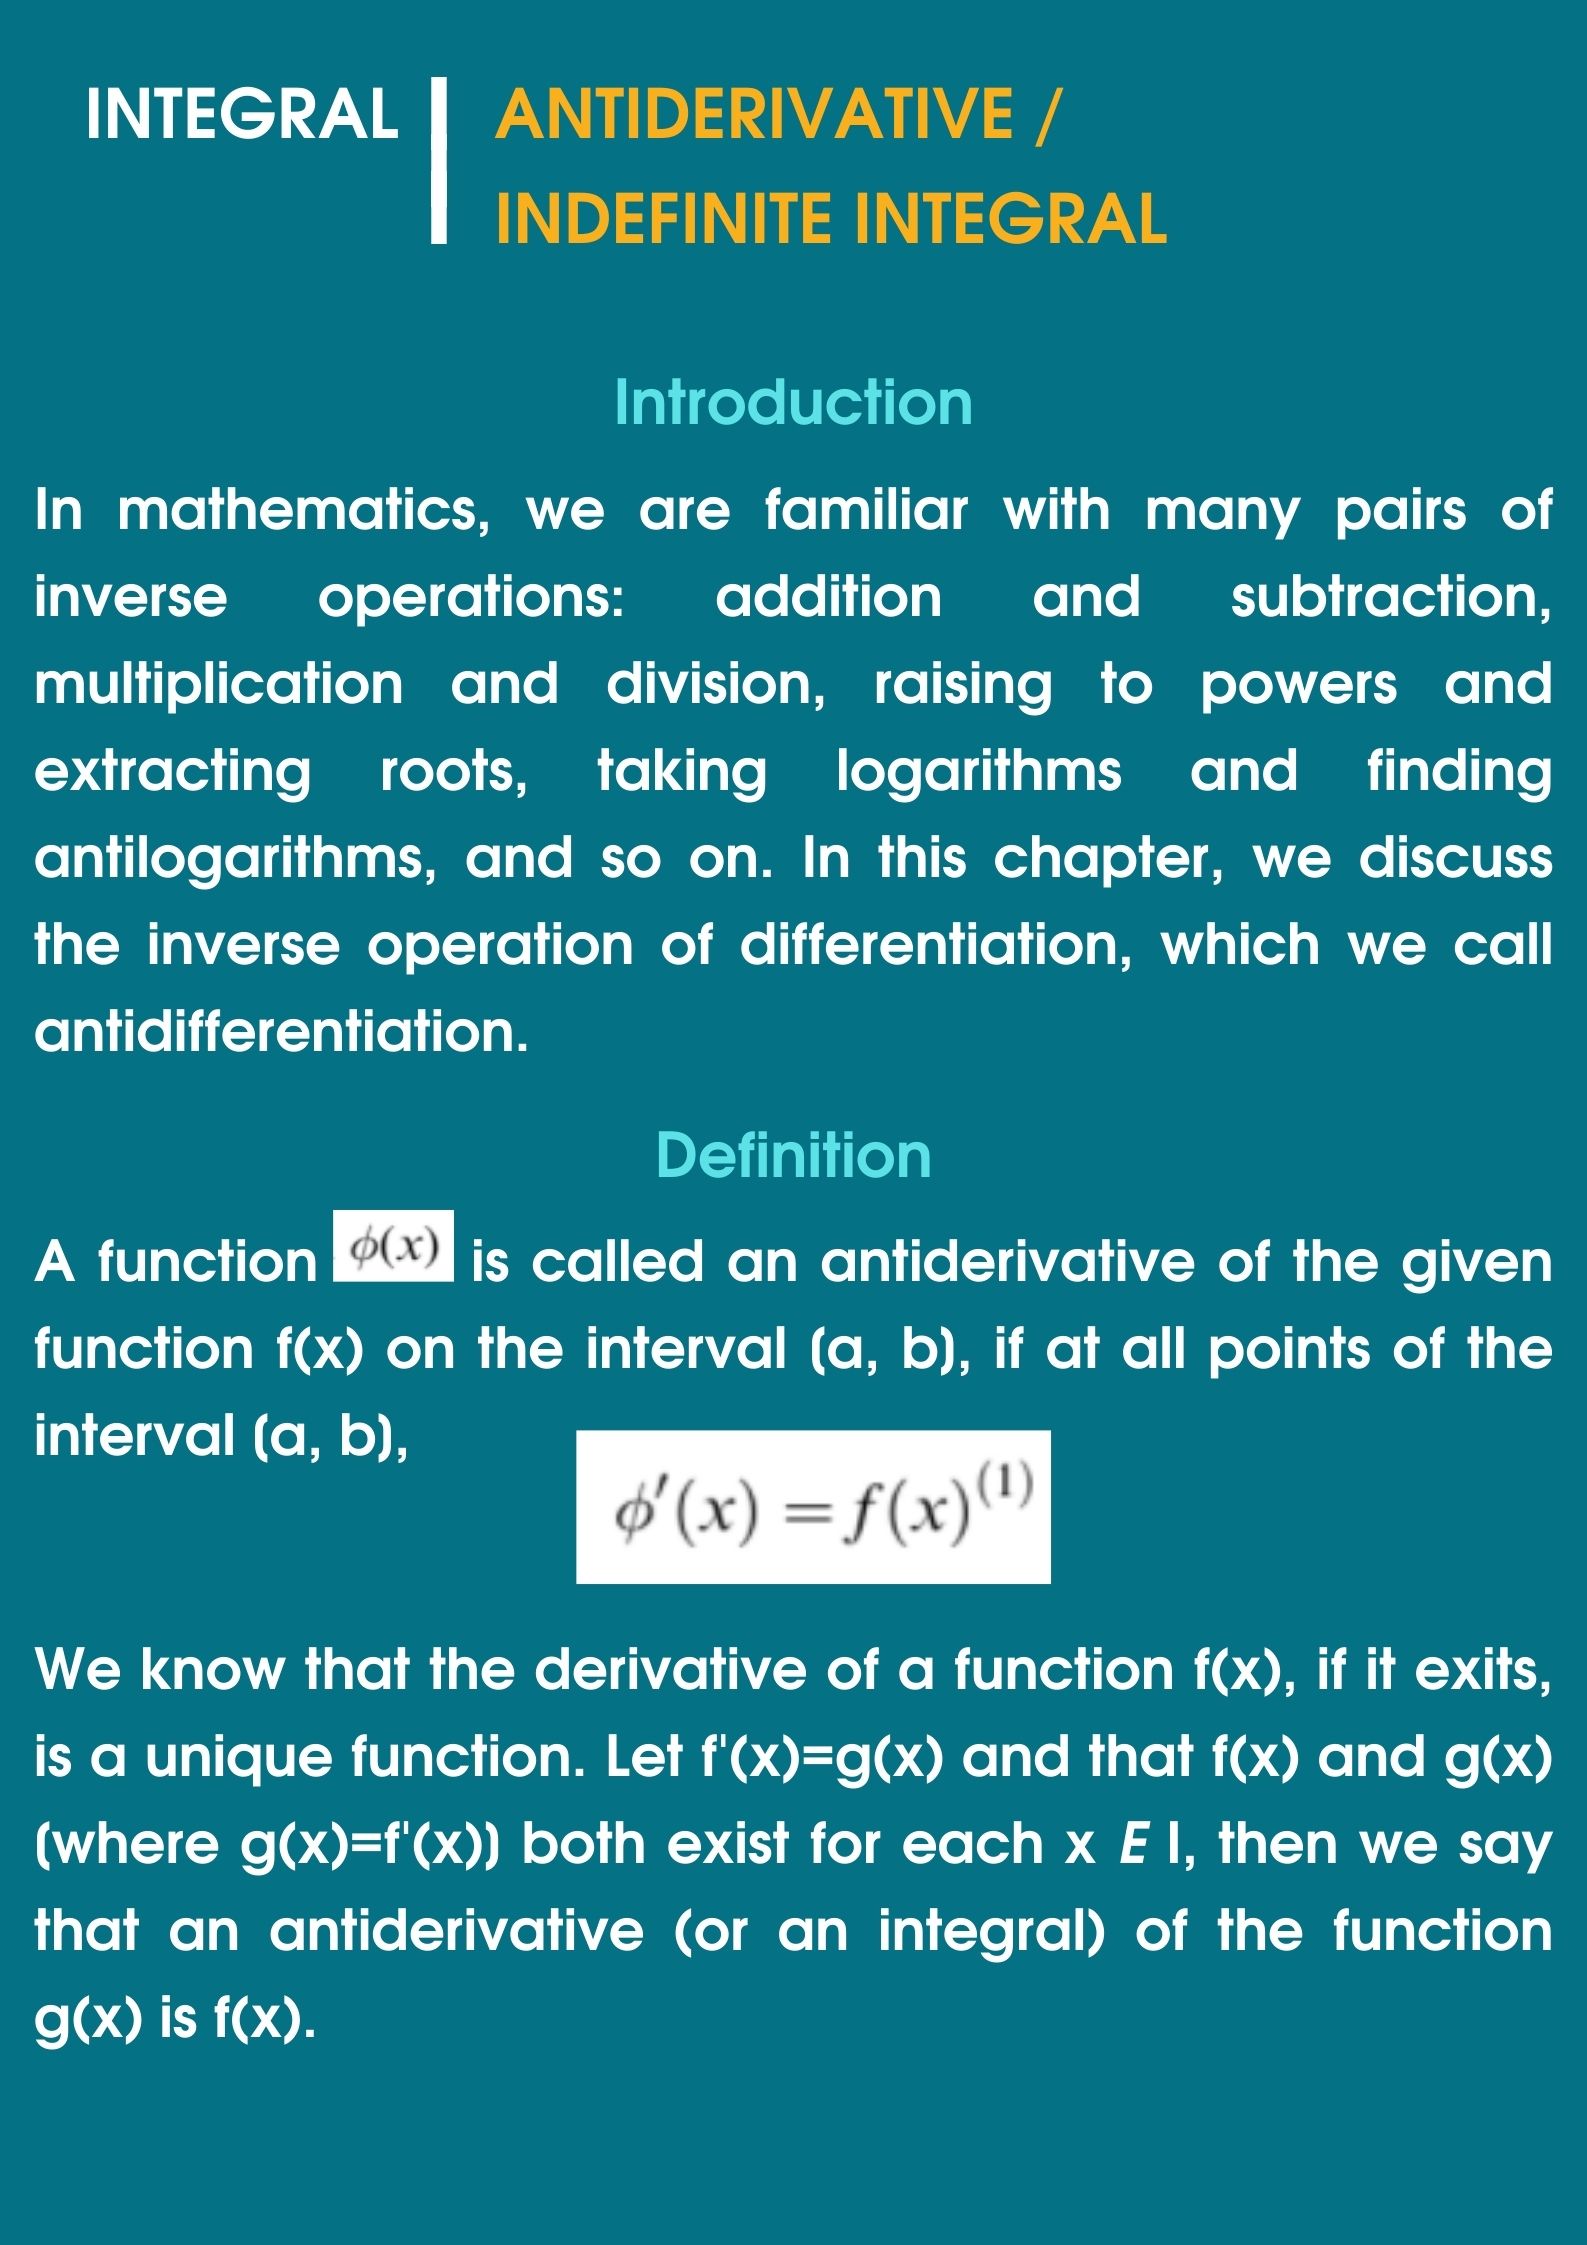 INTEGRAL
ANTIDERIVATIVE /
INDEFINITE INTEGRAL
Introduction
In mathematics, we are familiar with many pairs of
inverse operations: addition and subtraction,
multiplication and division, raising to powers and
extracting roots, taking logarithms and finding
antilogarithms, and so on. In this chapter, we discuss
the inverse operation of differentiation, which we call
antidifferentiation.
Definition
A function ϕ(x) is called an antiderivative of the given
function f(x) on the interval (a, b), if at all points of the
interval (a, b),
ϕ′(x) = f(x)⁽¹⁾
We know that the derivative of a function f(x), if it exits,
is a unique function. Let f'(x)=g(x) and that f(x) and g(x)
(where g(x)=f'(x)) both exist for each x E I, then we say
that an antiderivative (or an integral) of the function
g(x) is f(x).